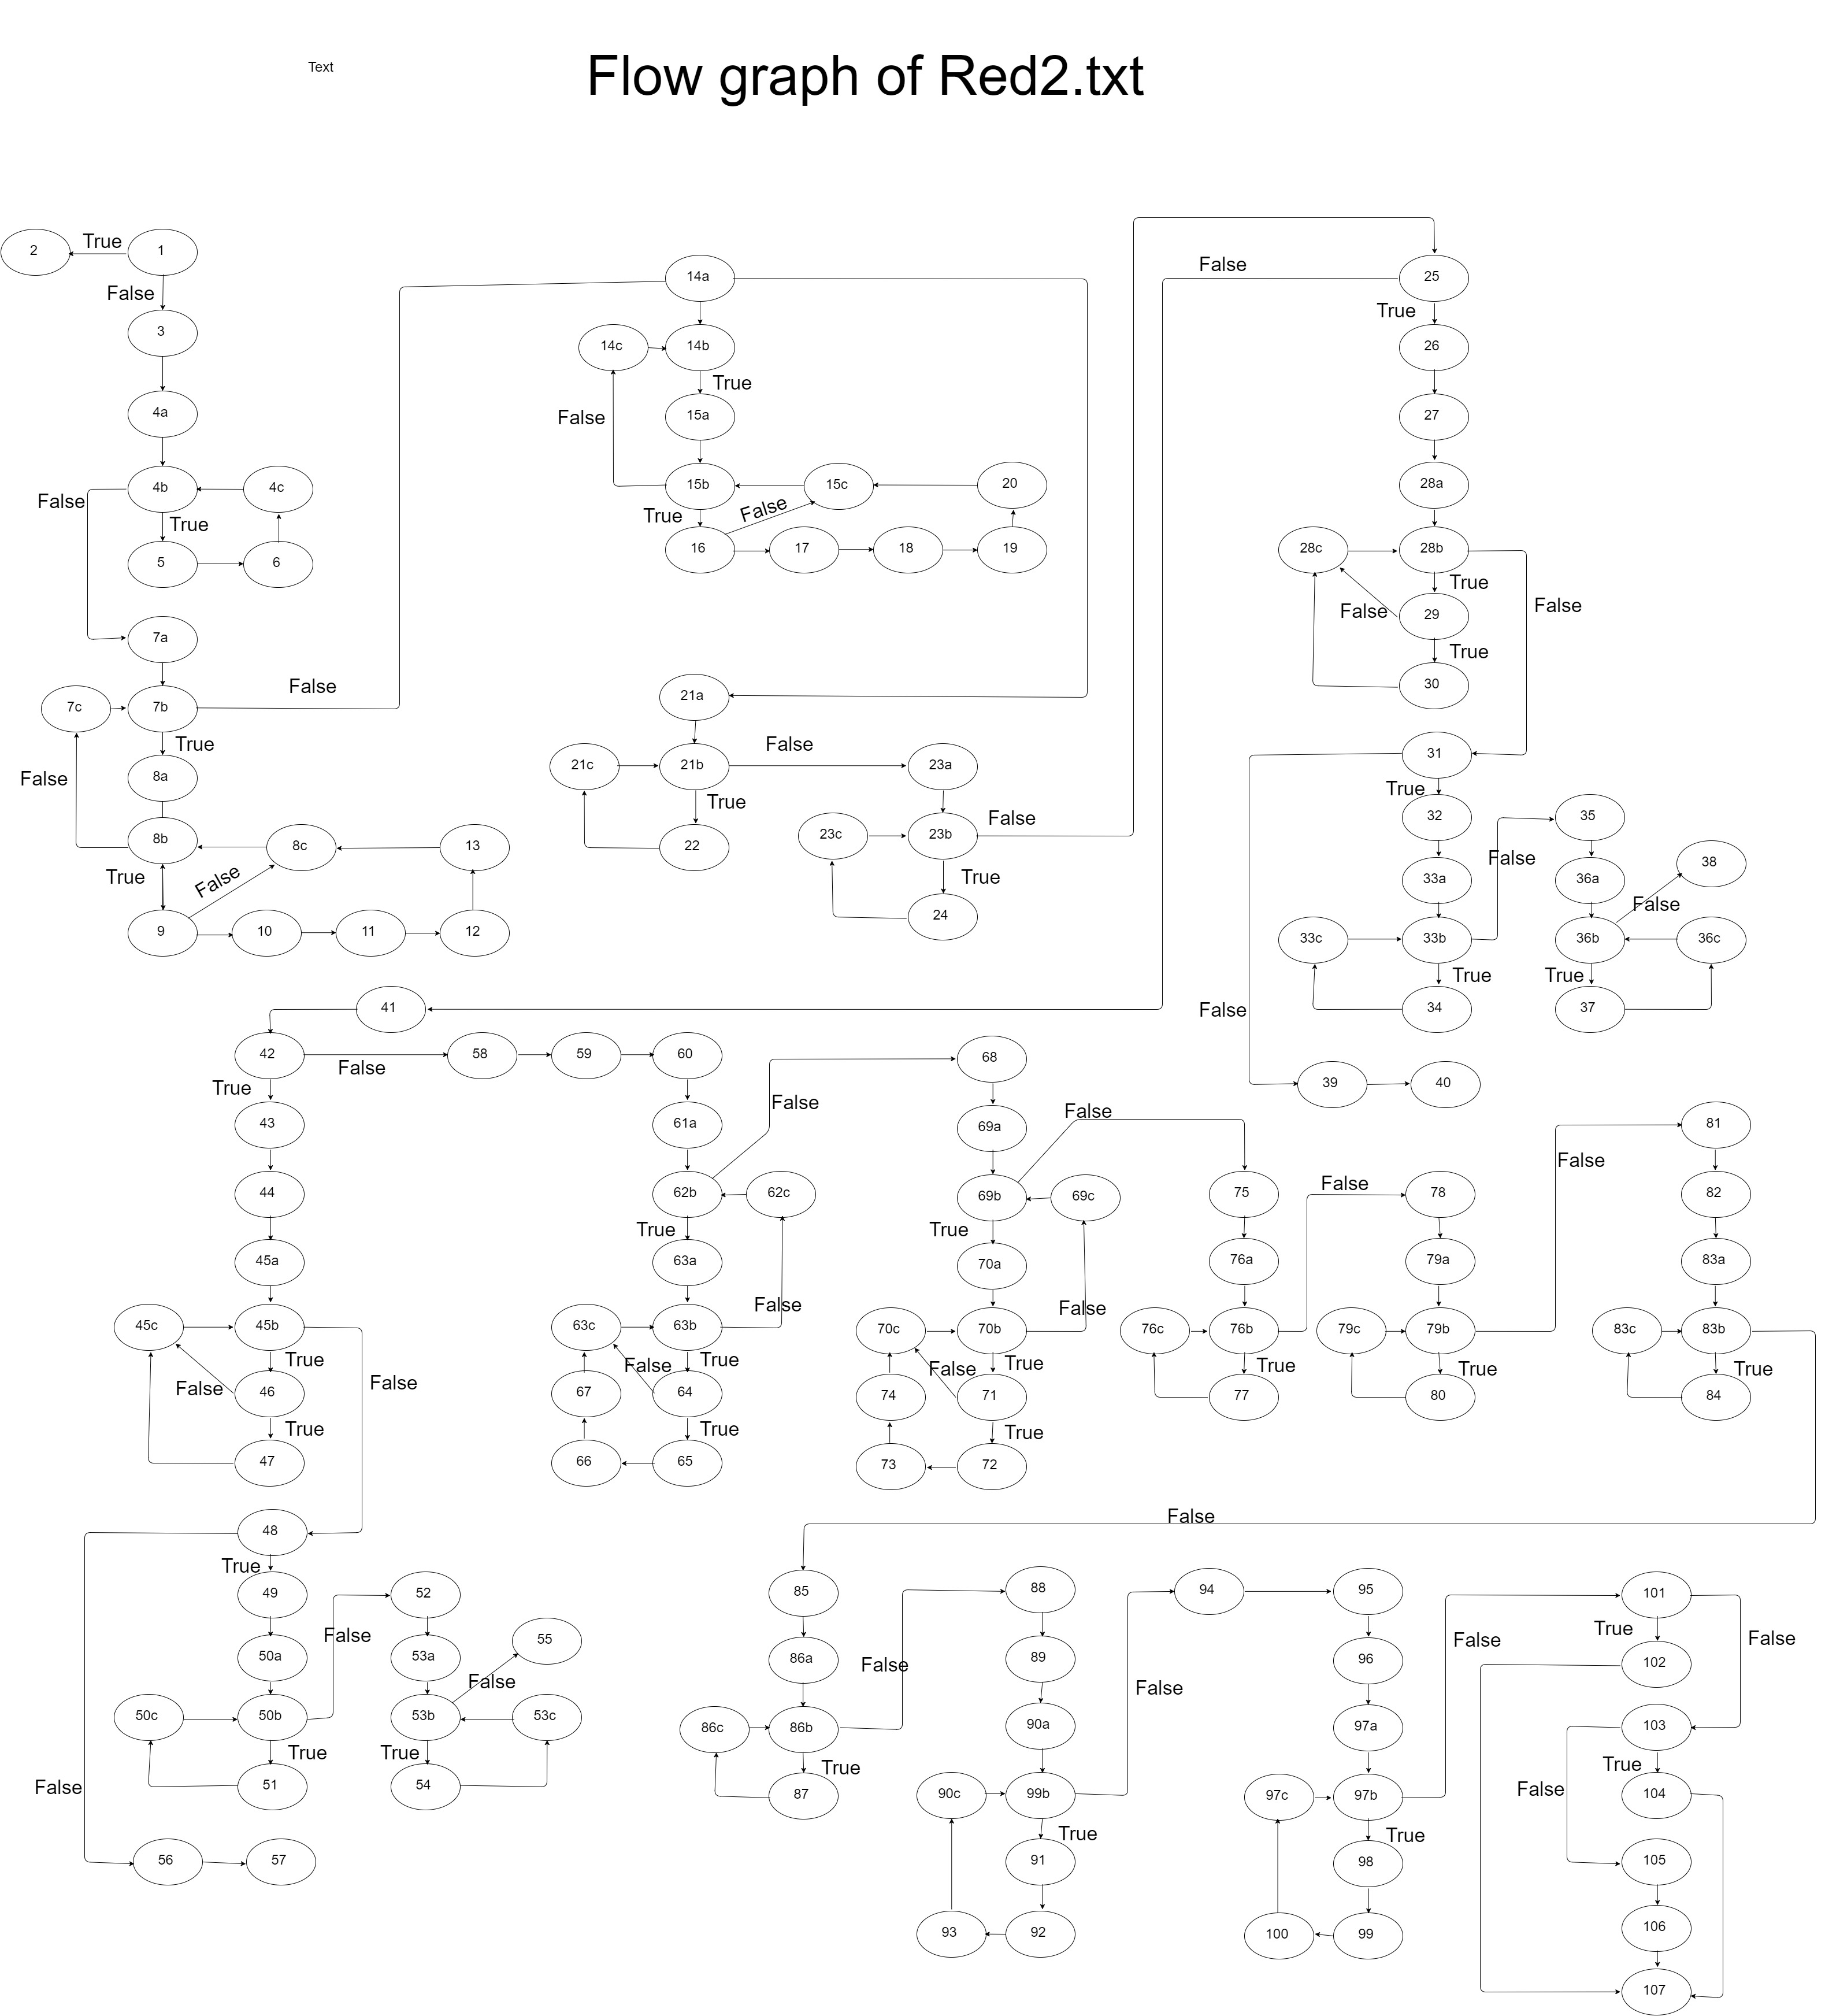 Text
Flow graph of Red2.txt
2
True
1
False
3
4a
4b
4c
False
True
5
6
7a
7c
7b
False
True
8a
False
8b
8c
13
True
False
9
10
11
12
14a
14c
14b
True
False
15a
15b
15c
20
True
False
16
17
18
19
21a
21c
21b
False
23a
True
22
23c
23b
False
True
24
False
25
True
26
27
28a
28c
28b
True
False
False
29
True
30
31
True
32
35
False
38
33a
36a
False
33c
33b
36b
36c
True
True
34
37
False
39
40
41
42
False
58
59
60
True
43
44
45a
45c
45b
True
False
False
46
True
47
48
True
49
52
False
55
50a
53a
False
50c
50b
53b
53c
True
True
51
54
False
56
57
61a
False
62b
62c
True
63a
False
63c
63b
False
True
67
64
True
66
65
68
69a
False
69b
69c
True
70a
False
70c
70b
False
True
74
71
True
73
72
75
76a
76c
76b
True
77
False
78
79a
79c
79b
True
80
False
81
82
83a
83c
83b
True
84
False
85
86a
False
86c
86b
True
87
88
89
90a
90c
99b
True
91
93
92
False
94
95
96
97a
97c
97b
True
98
100
99
False
101
True
False
102
103
True
False
104
105
106
107